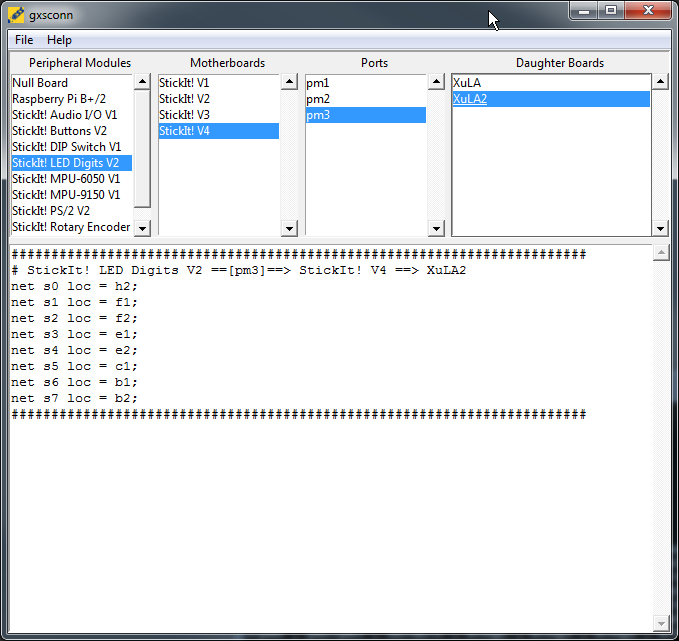 gxsconn
File Help
Peripheral Modules Motherboards Ports Daughter Boards
Null Board
Raspberry Pi B+/2
StickIt! Audio I/O V1
StickIt! Buttons V2
StickIt! DIP Switch V1
StickIt! LED Digits V2
StickIt! MPU-6050 V1
StickIt! MPU-9150 V1
StickIt! PS/2 V2
StickIt! Rotary Encoder
StickIt! V1
StickIt! V2
StickIt! V3
StickIt! V4
pm1
pm2
pm3
XuLA
XuLA2
########################################################################
# StickIt! LED Digits V2 ==[pm3]==> StickIt! V4 ==> XuLA2
net s0 loc = h2;
net s1 loc = f1;
net s2 loc = f2;
net s3 loc = e1;
net s4 loc = e2;
net s5 loc = c1;
net s6 loc = b1;
net s7 loc = b2;
########################################################################